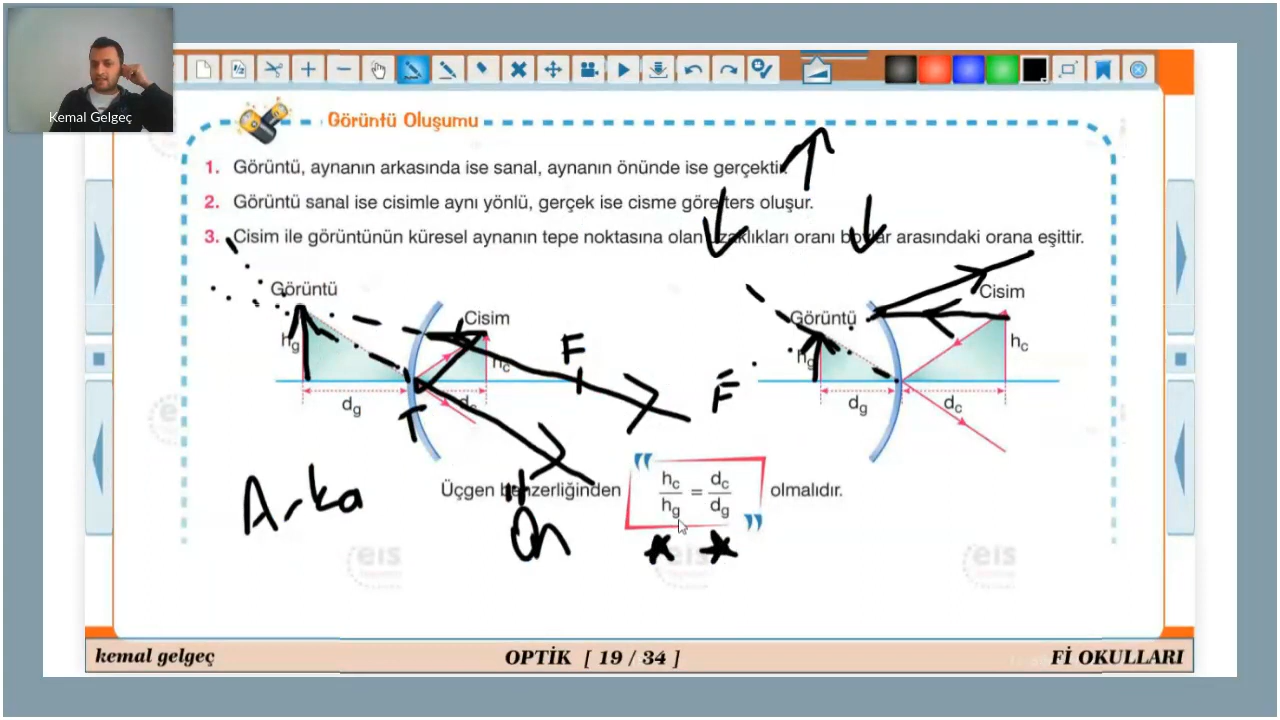 Kemal Gelgeç
Görüntü Oluşumu
1. Görüntü, aynanın arkasında ise sanal, aynanın önünde ise gerçektir.
2. Görüntü sanal ise cisimle aynı yönlü, gerçek ise cisme göre ters oluşur.
3. Cisim ile görüntünün küresel aynanın tepe noktasına olan uzaklıkları oranı boylar arasındaki orana eşittir.
Görüntü
Cisim
hg
hc
F
dg
T
Görüntü
Cisim
hg
hc
F
dg
dc
Arka
Ön
Üçgen benzerliğinden " hc/hg = dc/dg " olmalıdır.
eis
eis
eis
kemal gelgeç
OPTİK [ 19 / 34 ]
Fİ OKULLARI